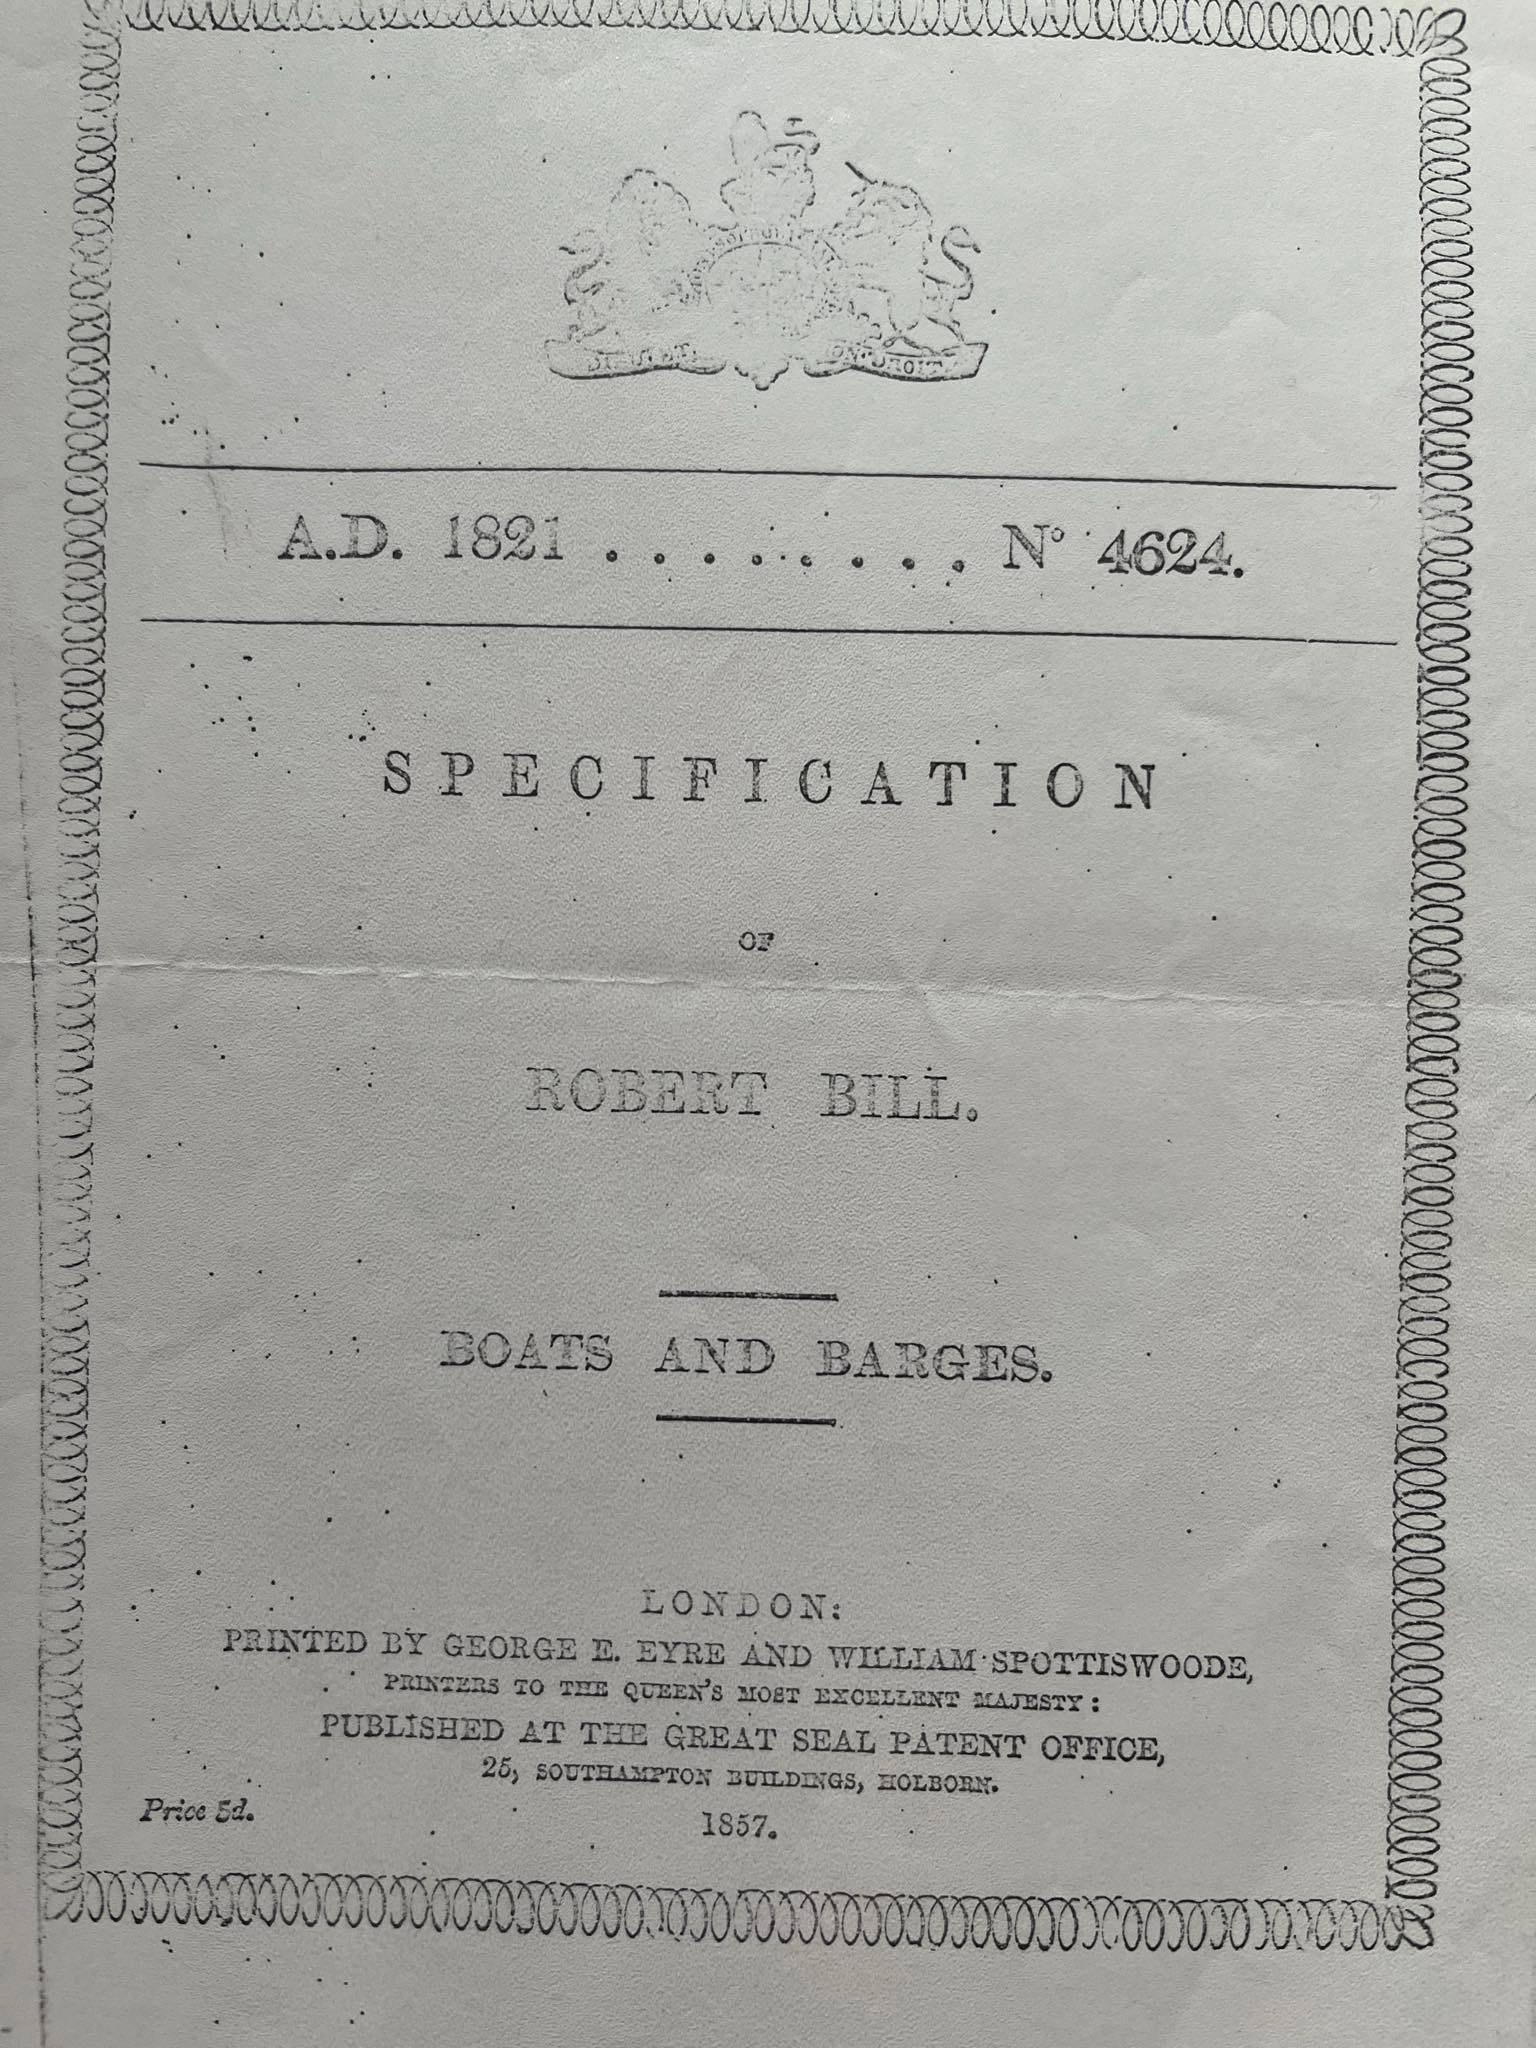 ON DROIT
A.D. 1821 . . . . . . . . N° 4624.
SPECIFICATION
OF
ROBERT BILL.
BOATS AND BARGES.
LONDON:
PRINTED BY GEORGE E. EYRE AND WILLIAM SPOTTISWOODE,
PRINTERS TO THE QUEEN'S MOST EXCELLENT MAJESTY:
PUBLISHED AT THE GREAT SEAL PATENT OFFICE,
25, SOUTHAMPTON BUILDINGS, HOLBORN.
Price 5d.
1857.